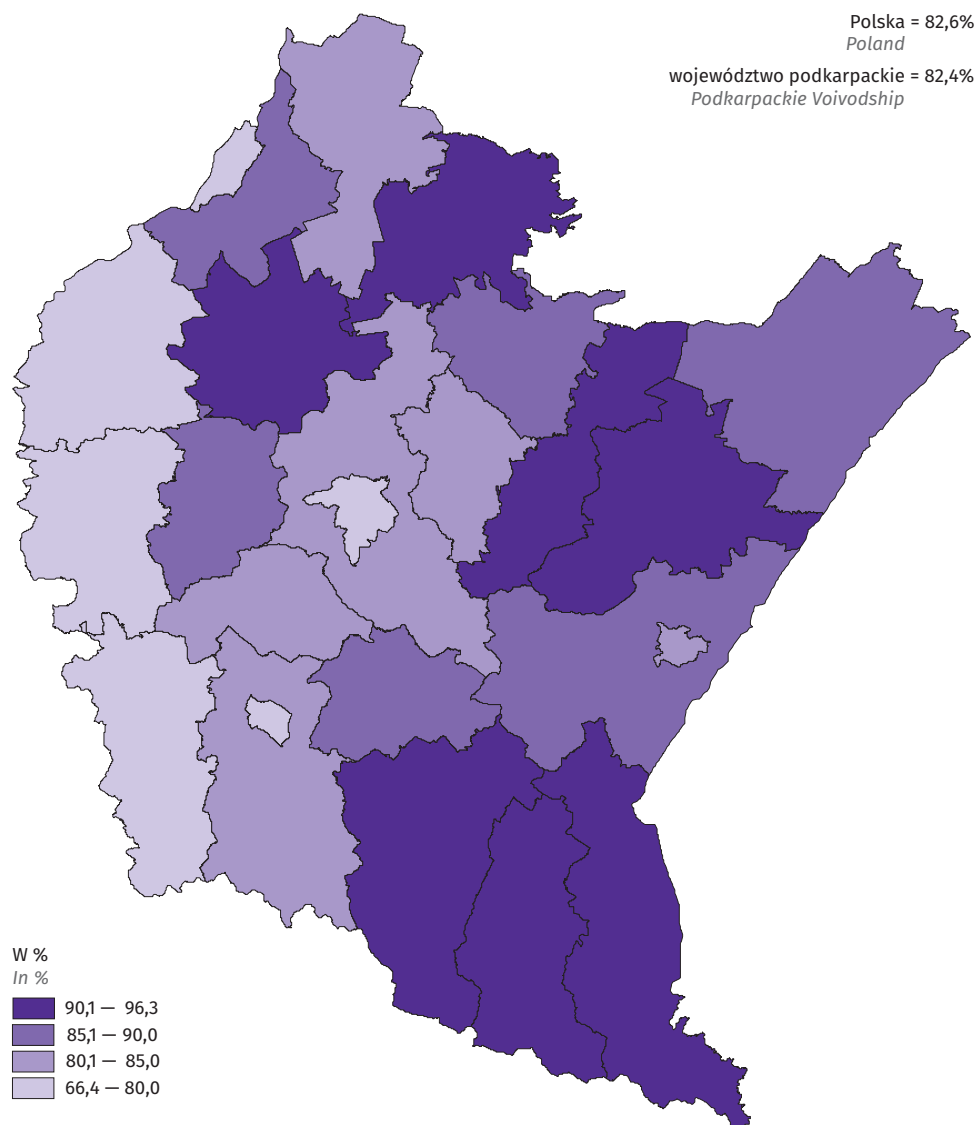 Polska = 82,6%
Poland
województwo podkarpackie = 82,4%
Podkarpackie Voivodship
W %
In %
90,1 — 96,3
85,1 — 90,0
80,1 — 85,0
66,4 — 80,0